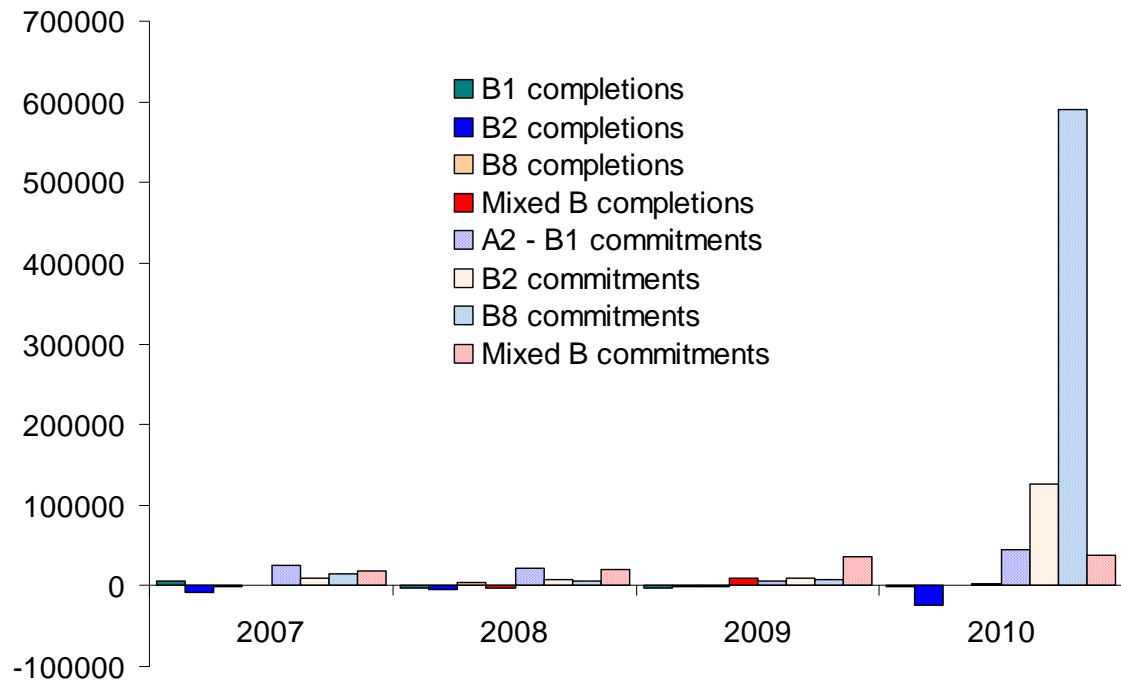 700000
600000
500000
400000
300000
200000
100000
0
-100000
B1 completions
B2 completions
B8 completions
Mixed B completions
A2 - B1 commitments
B2 commitments
B8 commitments
Mixed B commitments
2007
2008
2009
2010